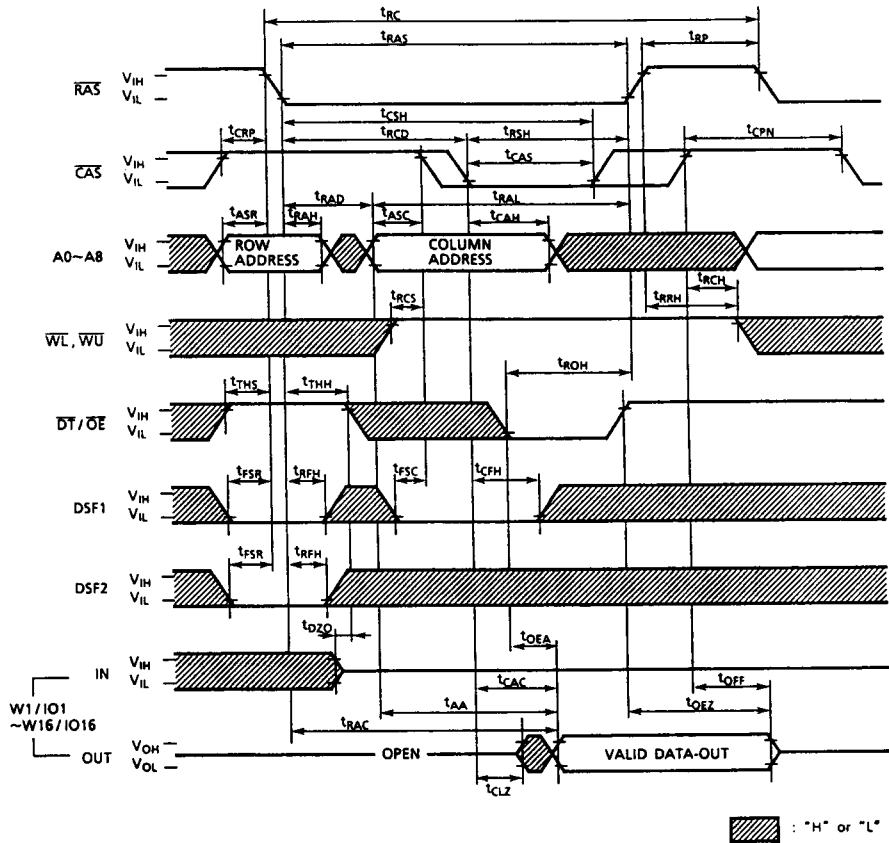 tRC
tRAS
tRP
RAS VIH
VIL
tCSH
tCRP
tRCD
tRSH
tCPN
CAS VIH
VIL
tCAS
tRAD
tRAL
tASR
tRAH
tASC
tCAH
A0~A8 VIH
VIL
ROW ADDRESS
COLUMN ADDRESS
tRCH
tRRH
tRCS
WL, WU VIH
VIL
tROH
tTHS
tTHH
DT/OE VIH
VIL
tFSR
tRFH
tFSC
tCFH
DSF1 VIH
VIL
tFSR
tRFH
DSF2 VIH
VIL
tDZO
tOEA
IN VIH
VIL
tCAC
tOFF
W1/IO1
~W16/IO16
tAA
tOEZ
tRAC
OUT VOH
VOL
OPEN
VALID DATA-OUT
tCLZ
: "H" or "L"